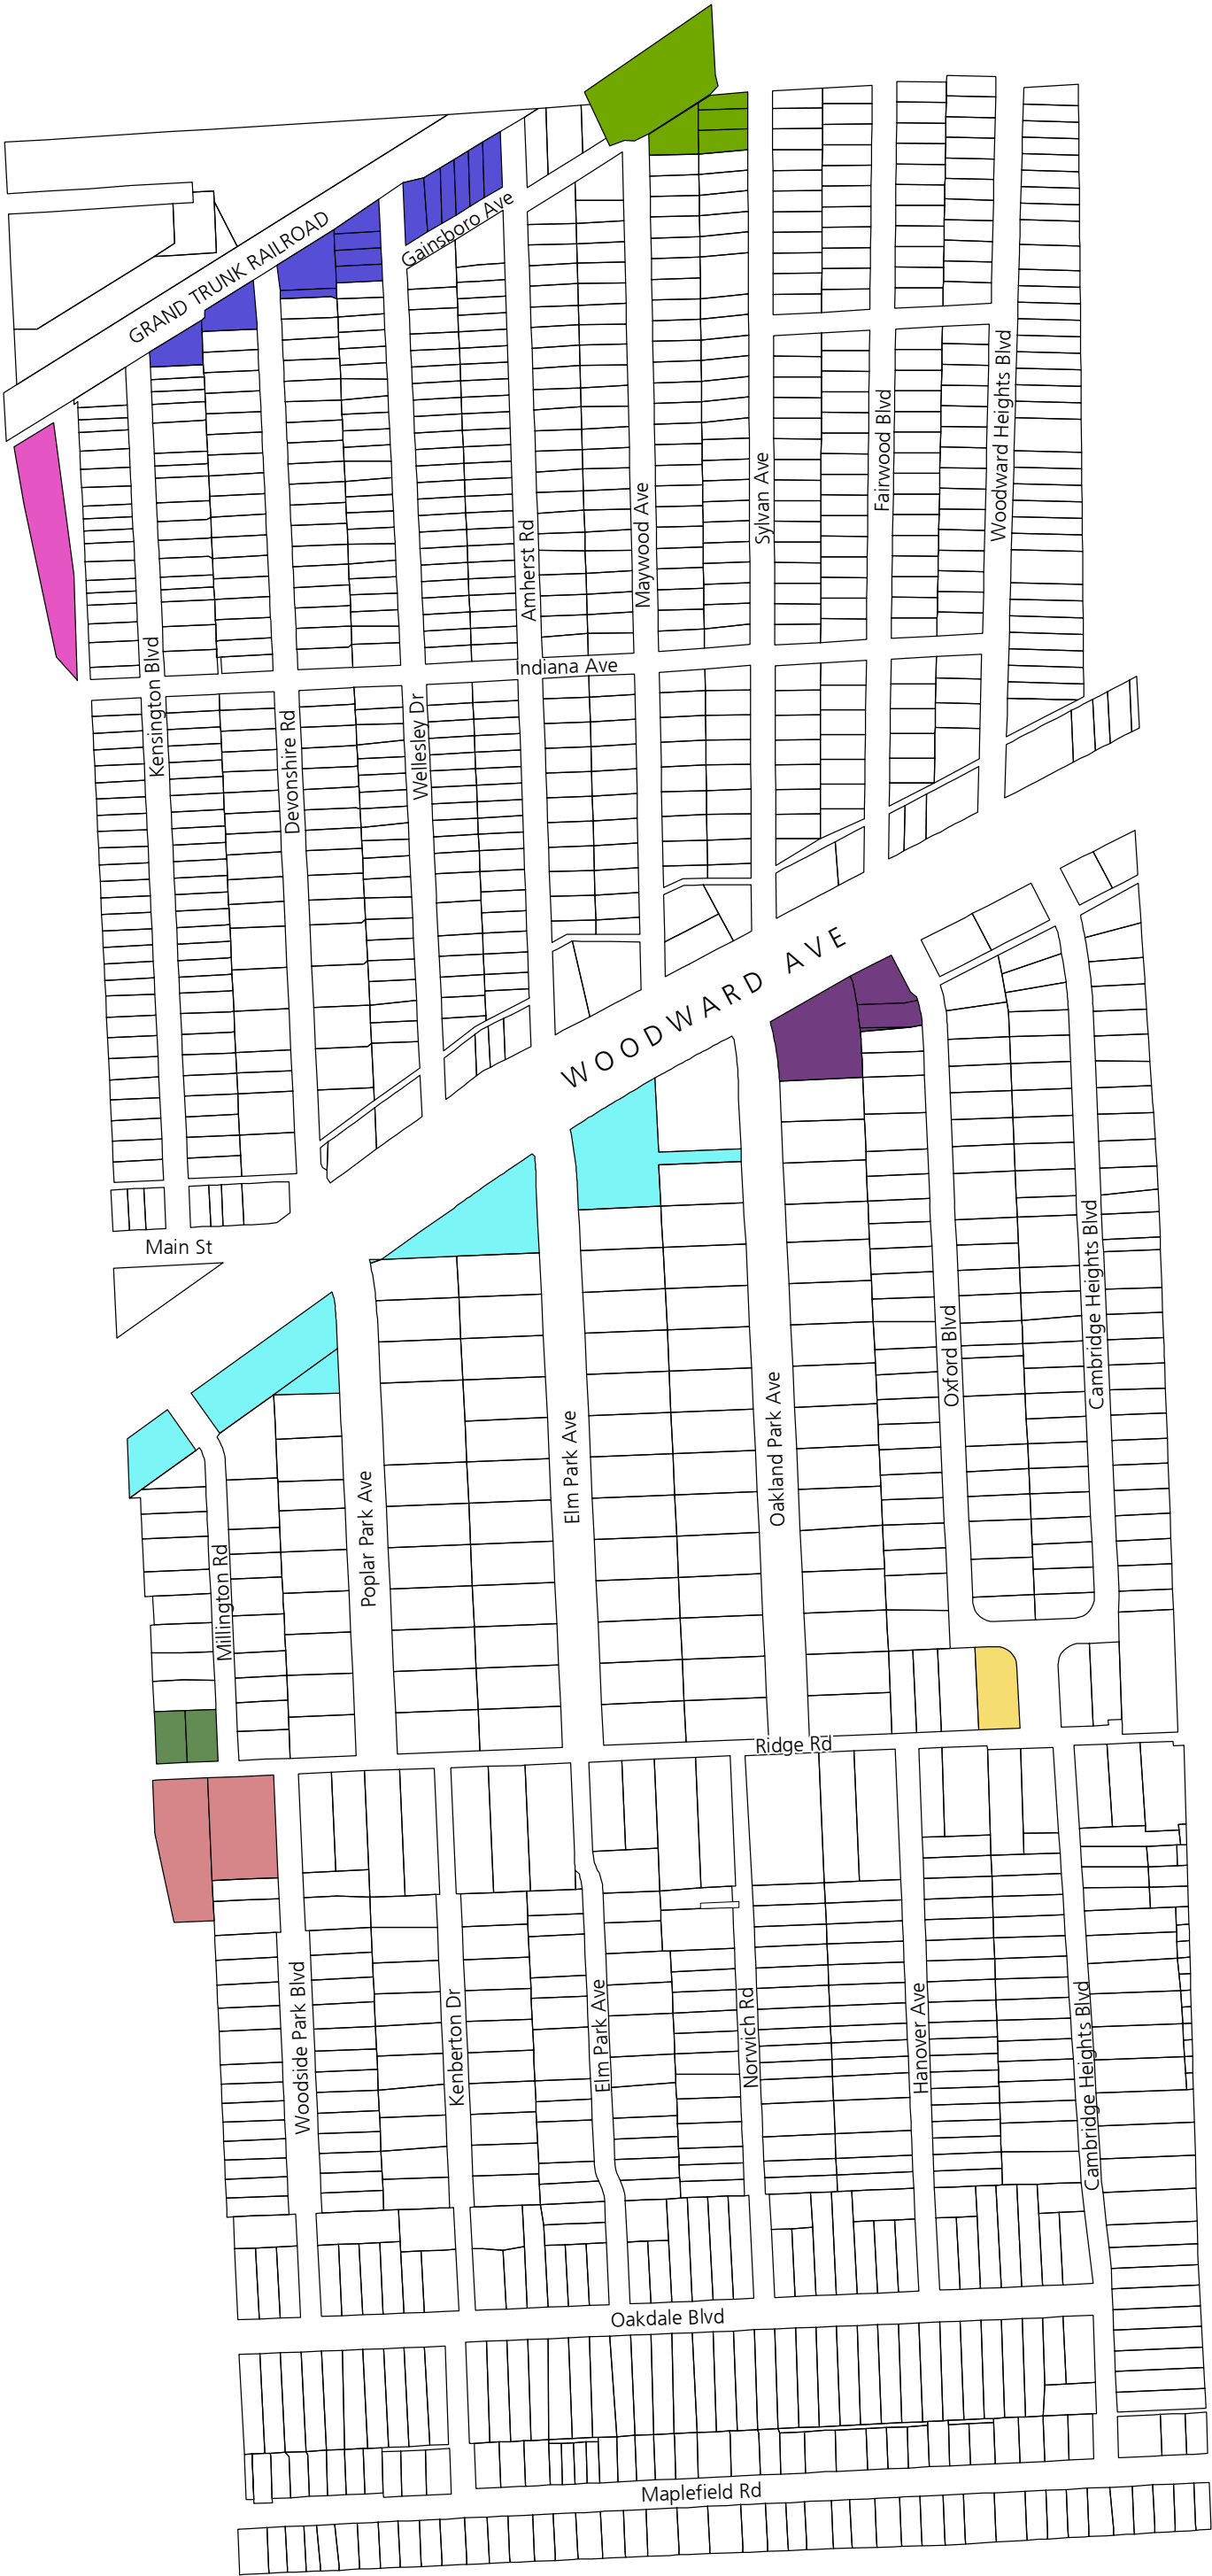 GRAND TRUNK RAILROAD
Gainsboro Ave
Woodward Heights Blvd
Fairwood Blvd
Sylvan Ave
Maywood Ave
Amherst Rd
Indiana Ave
Kensington Blvd
Devonshire Rd
Wellesley Dr
WOODWARD AVE
Main St
Cambridge Heights Blvd
Oxford Blvd
Oakland Park Ave
Elm Park Ave
Poplar Park Ave
Millington Rd
Ridge Rd
Woodside Park Blvd
Kenberton Dr
Elm Park Ave
Norwich Rd
Hanover Ave
Cambridge Heights Blvd
Oakdale Blvd
Maplefield Rd